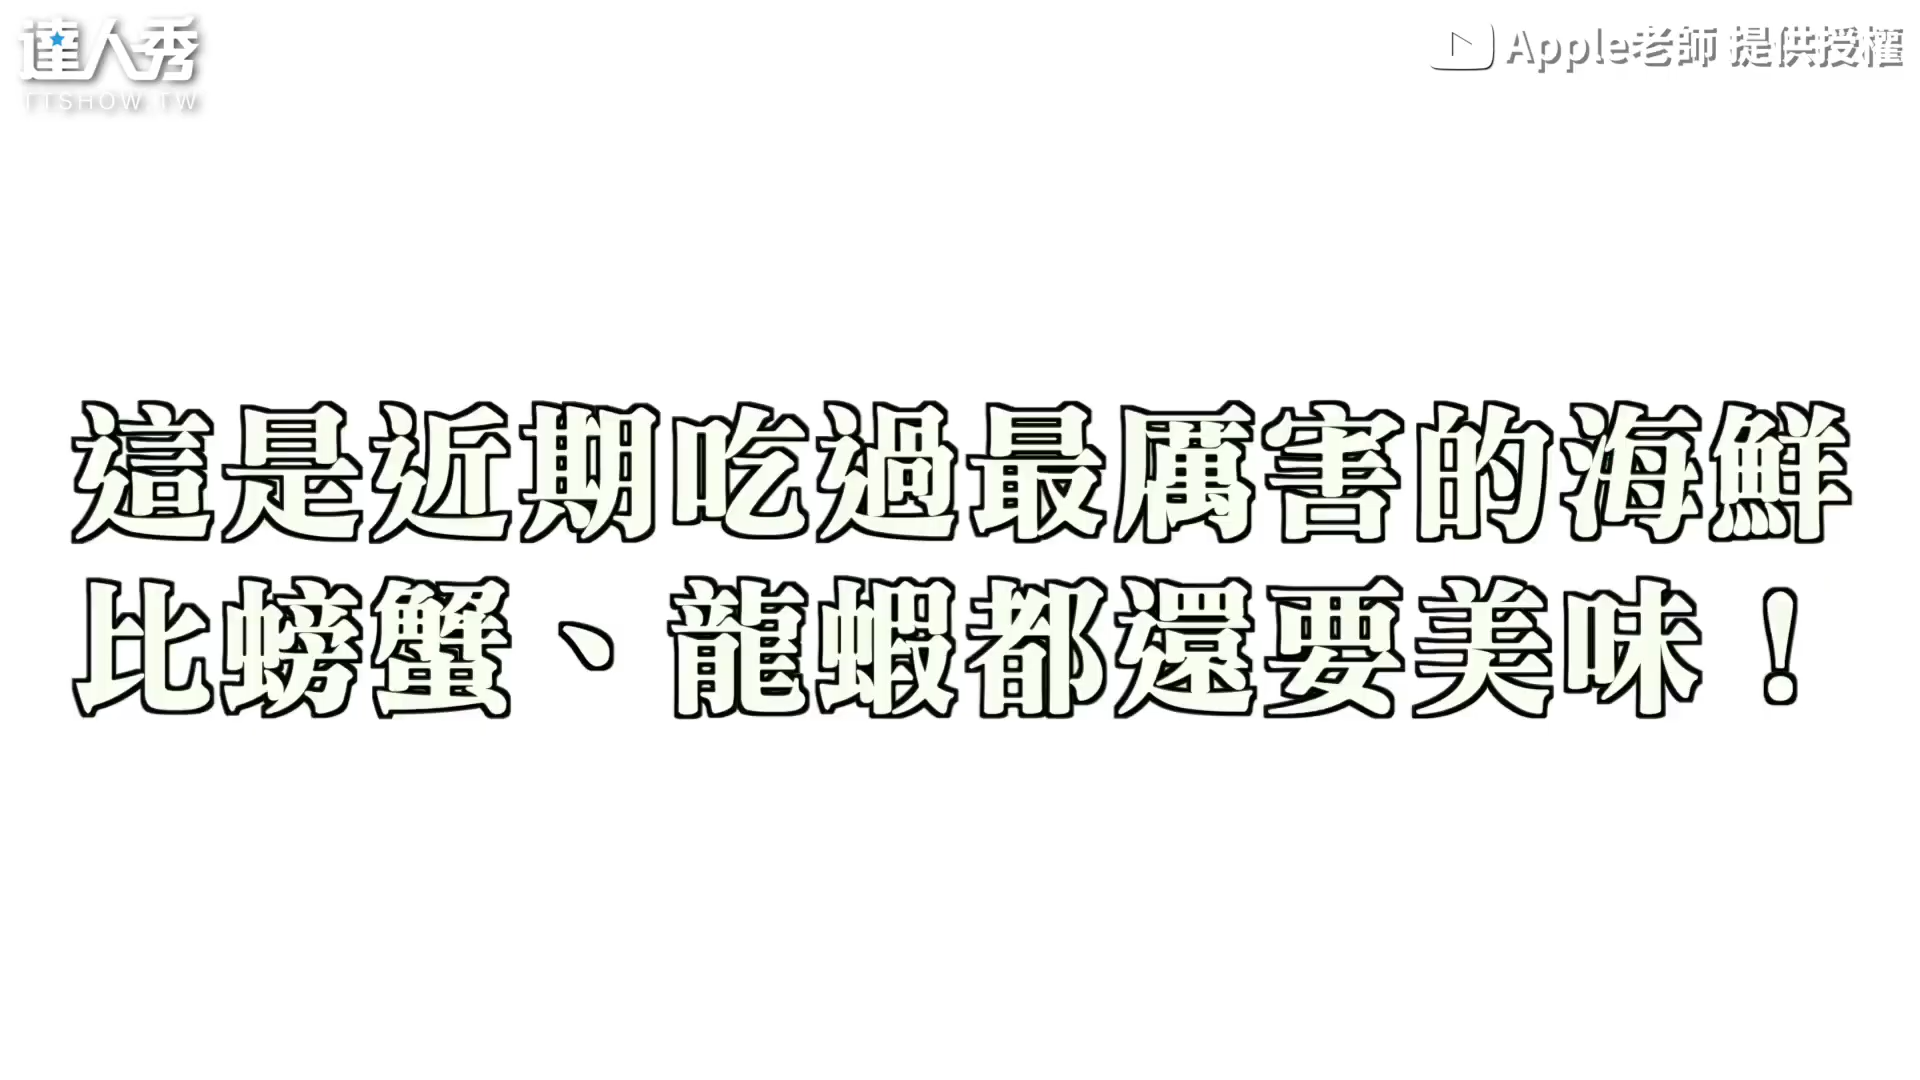 達人秀
TTSHOW.TW
Apple老師 提供授權
這是近期吃過最厲害的海鮮
比螃蟹、龍蝦都還要美味！